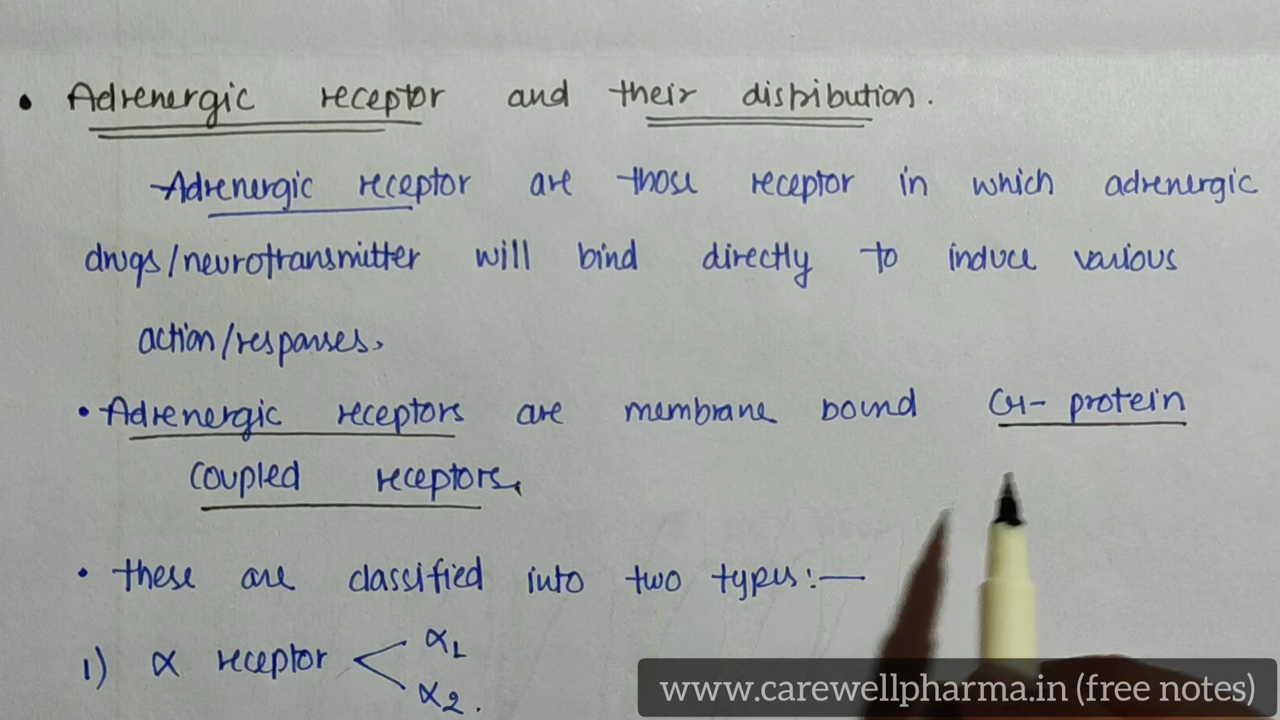 • Adrenergic receptor and their distribution.
Adrenergic receptor are those receptor in which adrenergic
drugs/neurotransmitter will bind directly to induce various
action/responses.
• Adrenergic receptors are membrane bound G- protein
coupled receptors.
• These are classified into two types:—
1) α receptor < α1
α2.
www.carewellpharma.in (free notes)